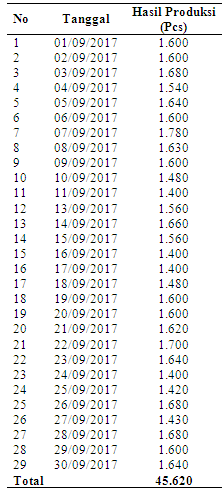 No Tanggal Hasil Produksi (Pcs)
1 01/09/2017 1.600
2 02/09/2017 1.600
3 03/09/2017 1.680
4 04/09/2017 1.540
5 05/09/2017 1.640
6 06/09/2017 1.600
7 07/09/2017 1.780
8 08/09/2017 1.630
9 09/09/2017 1.600
10 10/09/2017 1.480
11 11/09/2017 1.400
12 13/09/2017 1.560
13 14/09/2017 1.660
14 15/09/2017 1.560
15 16/09/2017 1.400
16 17/09/2017 1.400
17 18/09/2017 1.480
18 19/09/2017 1.600
19 20/09/2017 1.600
20 21/09/2017 1.620
21 22/09/2017 1.700
22 23/09/2017 1.640
23 24/09/2017 1.400
24 25/09/2017 1.420
25 26/09/2017 1.680
26 27/09/2017 1.430
27 28/09/2017 1.680
28 29/09/2017 1.600
29 30/09/2017 1.640
Total 45.620